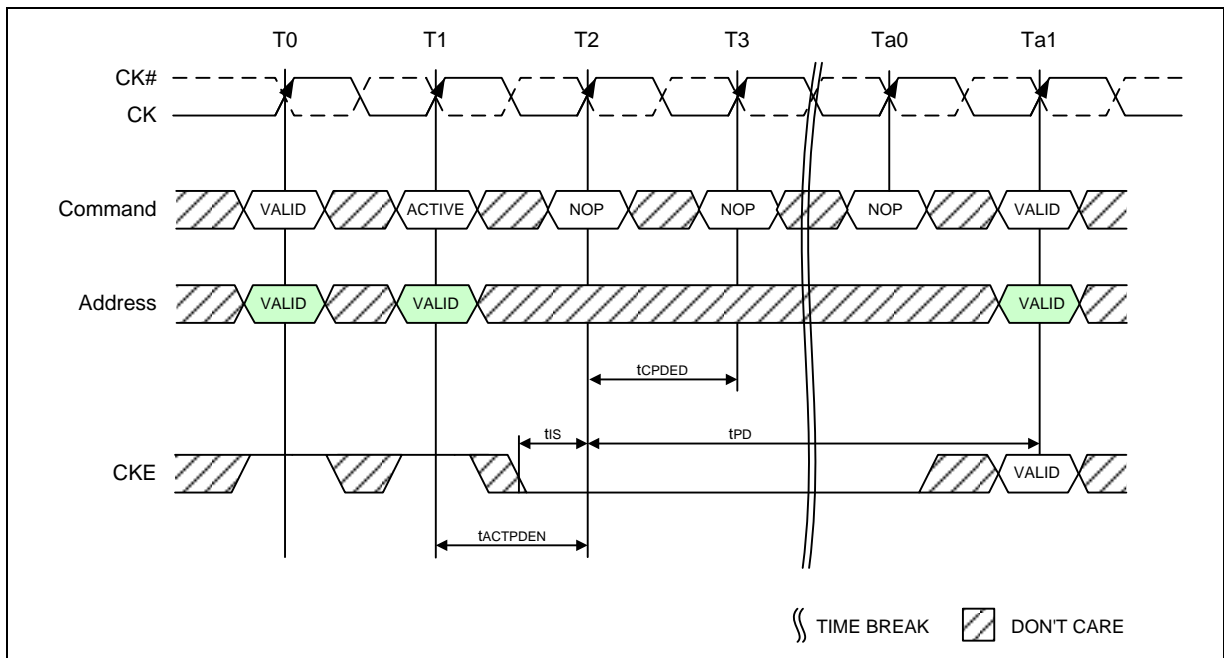 T0 T1 T2 T3 Ta0 Ta1
CK#
CK
Command VALID ACTIVE NOP NOP NOP VALID
Address VALID VALID VALID
tCPDED
tIS tPD
CKE VALID
tACTPDEN
TIME BREAK DON'T CARE